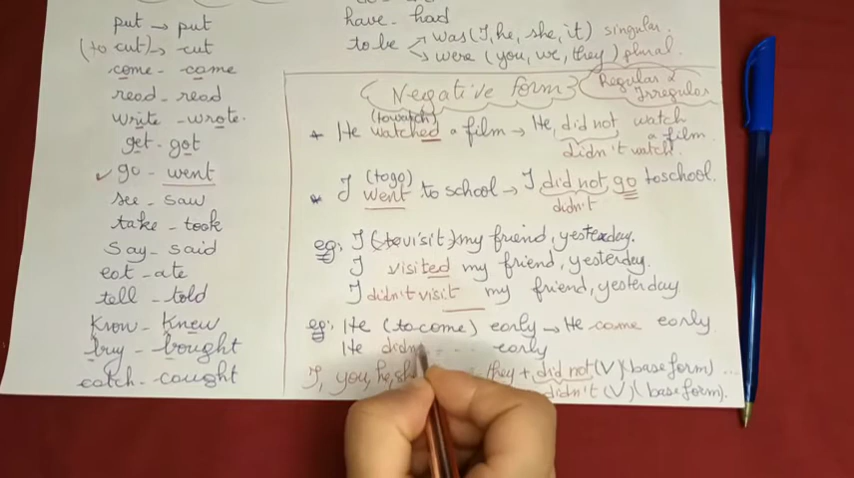 put → put
(to cut) → cut
come - came
read - read
write - wrote.
get - got
✓ go - went
see - saw
take - took
say - said
eat - ate
tell - told
Know - Knew
buy - bought
catch - caught
have - had
to be → was (I, he, she, it) singular.
→ were (you, we, they) plural.
Negative form
Regular &
Irregular
(to watch)
* He watched a film → He, did not watch
a film.
didn't watch.
(to go)
* I went to school → I did not go to school.
didn't
eg: I (to visit) my friend, yesterday.
I visited my friend, yesterday.
I didn't visit my friend, yesterday
eg: He (to come) early → He came early
He didn early
I, you, he, sh they + did not (V) (base form) ...
didn't (V) (base form).